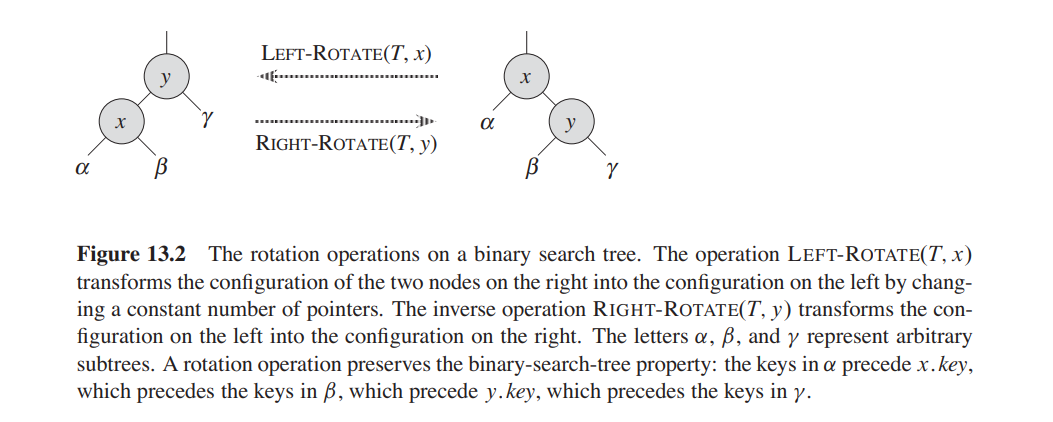 LEFT-ROTATE(T, x)
y
x
x
γ
α
y
RIGHT-ROTATE(T, y)
α
β
β
γ
Figure 13.2 The rotation operations on a binary search tree. The operation LEFT-ROTATE(T, x)
transforms the configuration of the two nodes on the right into the configuration on the left by chang-
ing a constant number of pointers. The inverse operation RIGHT-ROTATE(T, y) transforms the con-
figuration on the left into the configuration on the right. The letters α, β, and γ represent arbitrary
subtrees. A rotation operation preserves the binary-search-tree property: the keys in α precede x.key,
which precedes the keys in β, which precede y.key, which precedes the keys in γ.